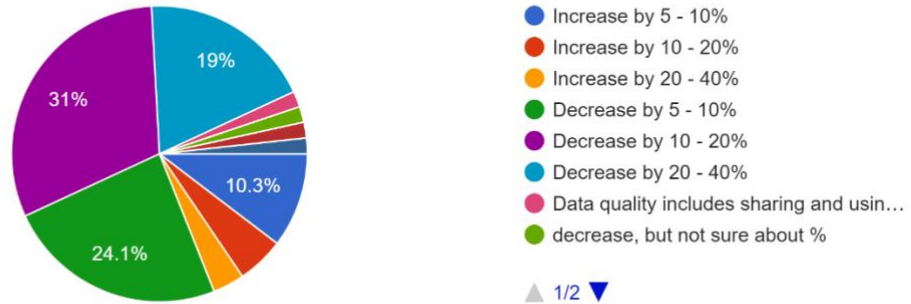 19%
31%
10.3%
24.1%
Increase by 5 - 10%
Increase by 10 - 20%
Increase by 20 - 40%
Decrease by 5 - 10%
Decrease by 10 - 20%
Decrease by 20 - 40%
Data quality includes sharing and usin…
decrease, but not sure about %
1/2